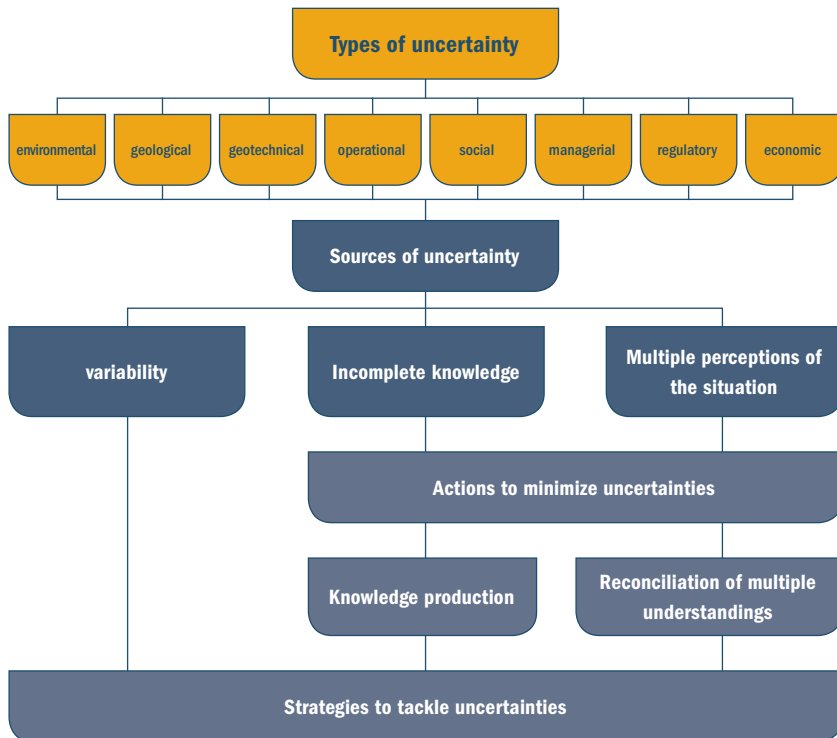 Types of uncertainty
environmental
geological
geotechnical
operational
social
managerial
regulatory
economic
Sources of uncertainty
variability
Incomplete knowledge
Multiple perceptions of
the situation
Actions to minimize uncertainties
Knowledge production
Reconciliation of multiple
understandings
Strategies to tackle uncertainties